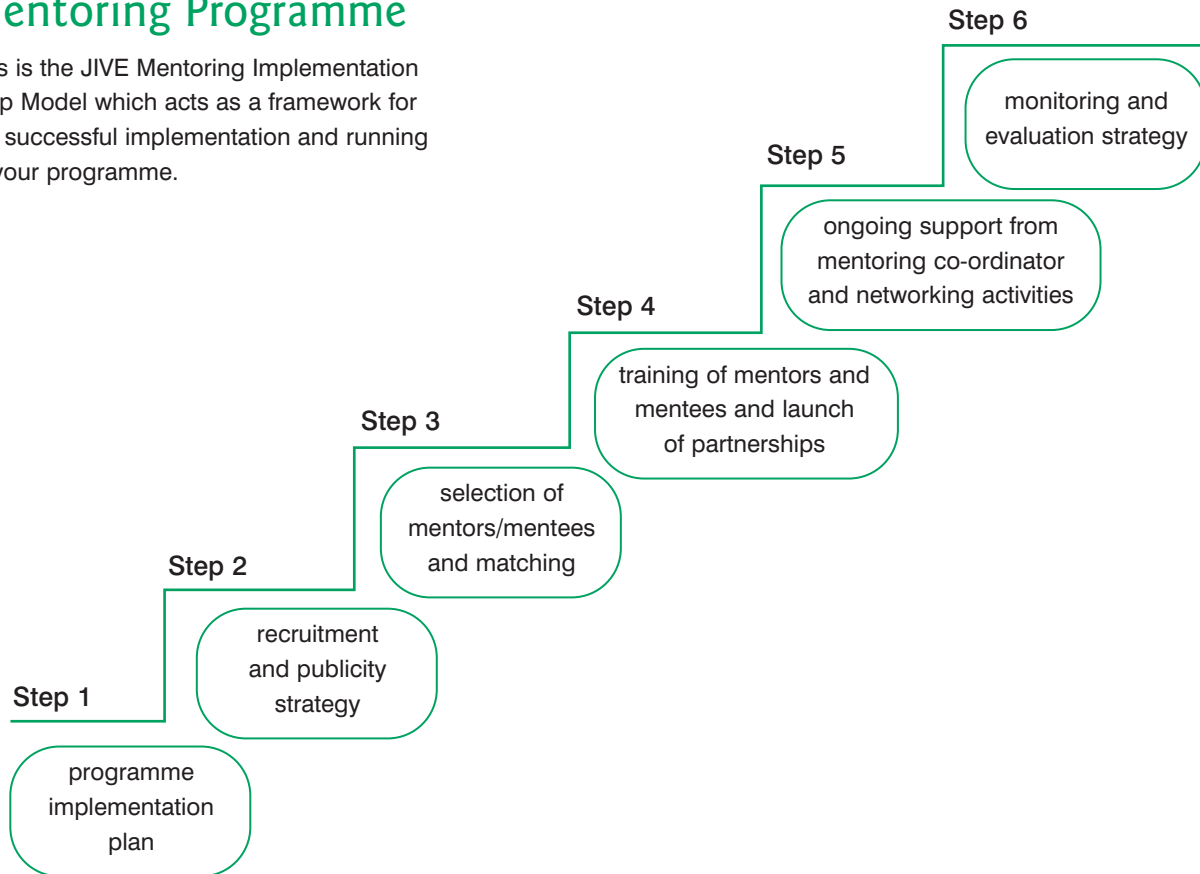 entoring Programme
s is the JIVE Mentoring Implementation
p Model which acts as a framework for
successful implementation and running
your programme.
Step 6
monitoring and
evaluation strategy
Step 5
ongoing support from
mentoring co-ordinator
and networking activities
Step 4
training of mentors and
mentees and launch
of partnerships
Step 3
selection of
mentors/mentees
and matching
Step 2
recruitment
and publicity
strategy
Step 1
programme
implementation
plan